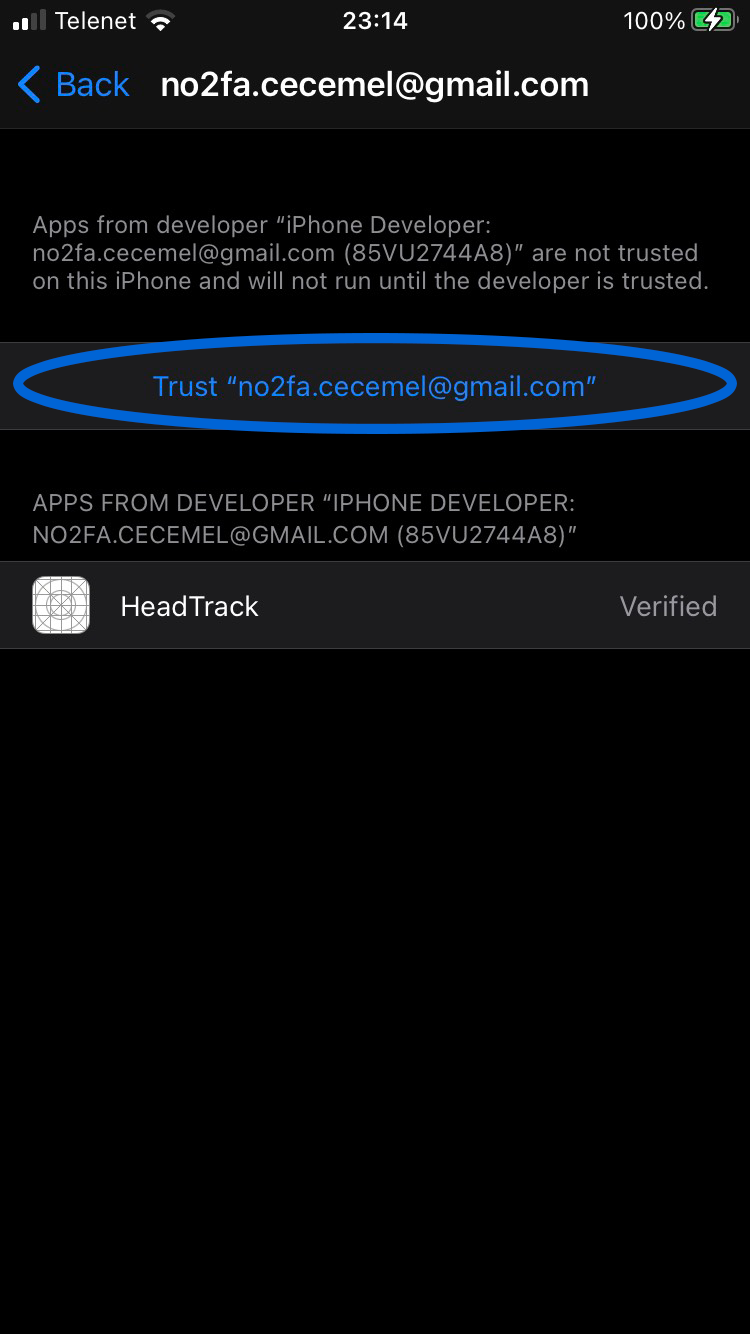 Telenet 23:14 100%
Back no2fa.cecemel@gmail.com
Apps from developer “iPhone Developer:
no2fa.cecemel@gmail.com (85VU2744A8)” are not trusted
on this iPhone and will not run until the developer is trusted.
Trust “no2fa.cecemel@gmail.com”
APPS FROM DEVELOPER “IPHONE DEVELOPER:
NO2FA.CECEMEL@GMAIL.COM (85VU2744A8)”
HeadTrack Verified